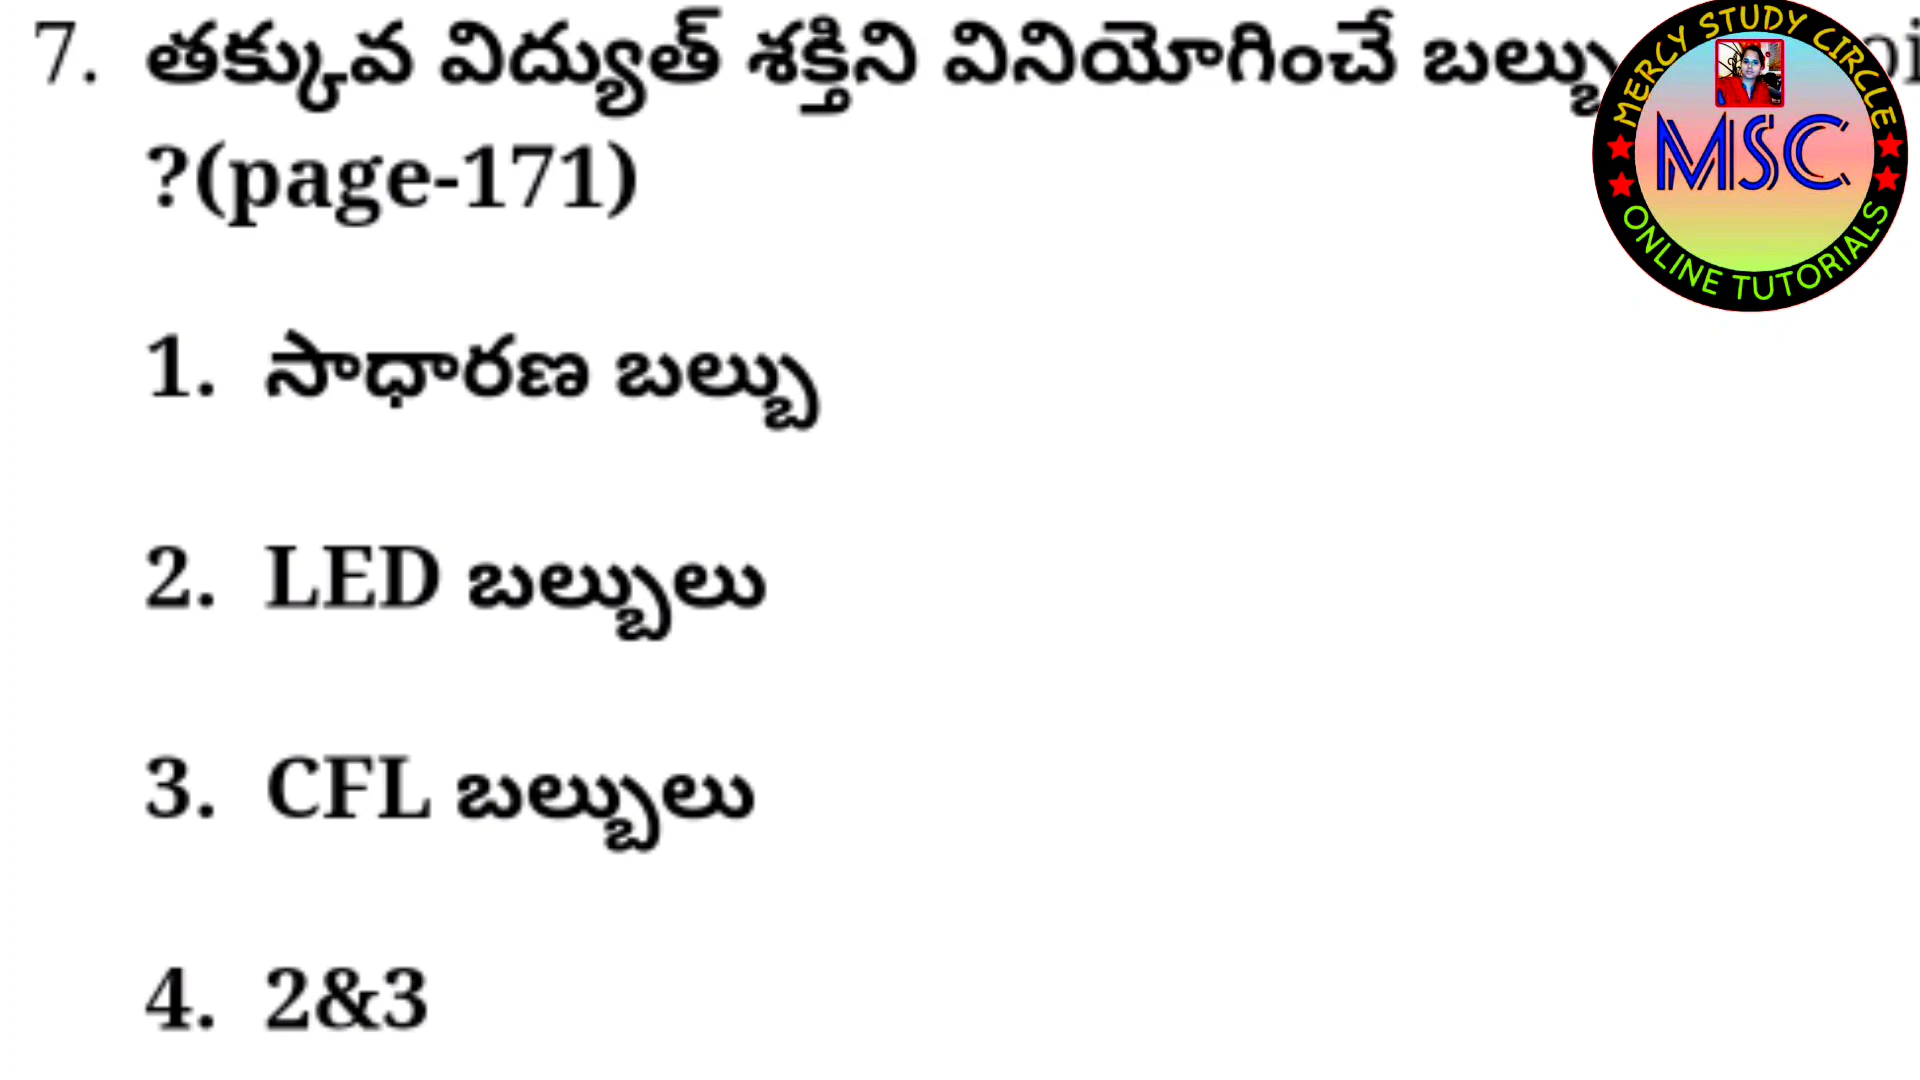 7. తక్కువ విద్యుత్ శక్తిని వినియోగించే బల్బు
?(page-171)
1. సాధారణ బల్బు
2. LED బల్బులు
3. CFL బల్బులు
4. 2&3
MERCY STUDY CIRCLE
MSC
ONLINE TUTORIALS